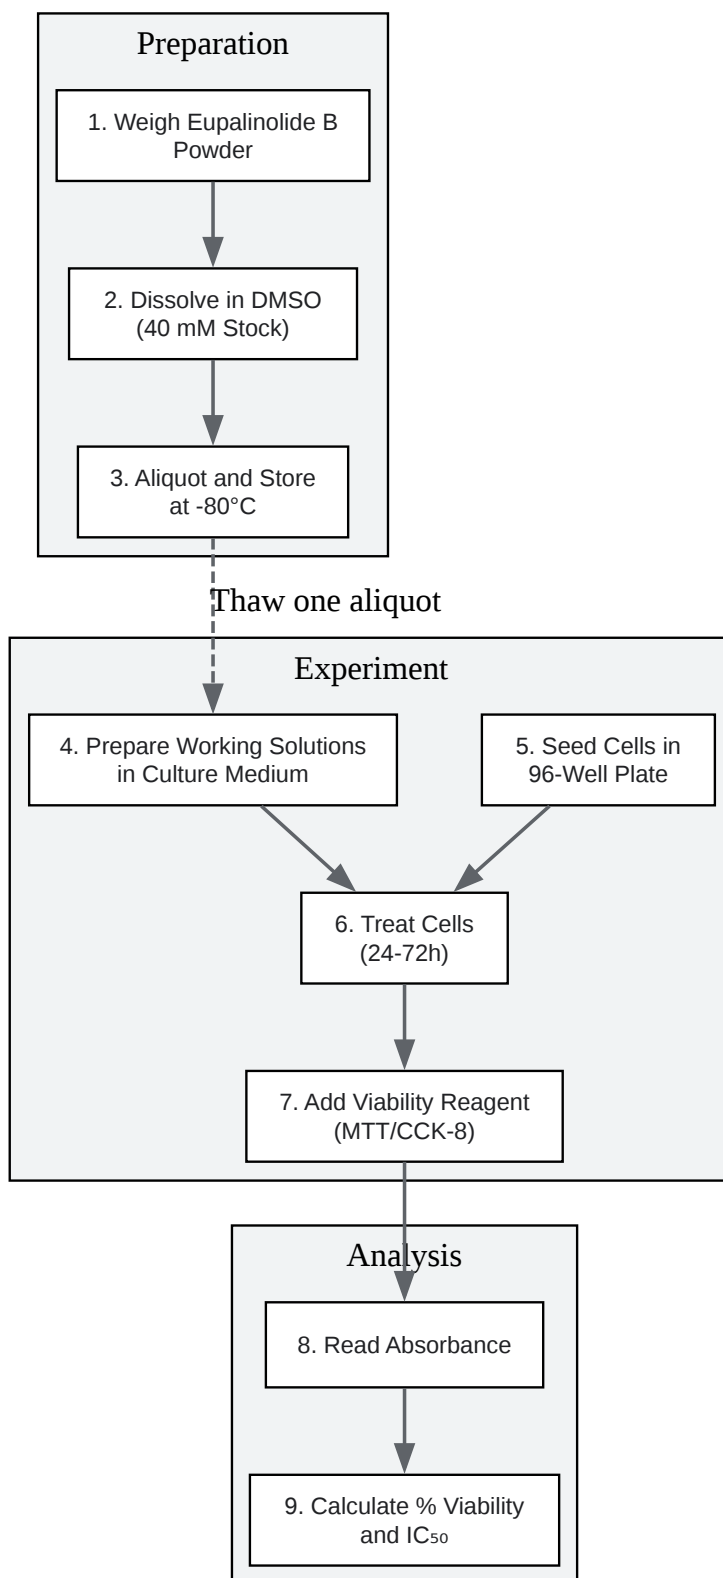 Preparation
1. Weigh Eupalinolide B
Powder
2. Dissolve in DMSO
(40 mM Stock)
3. Aliquot and Store
at -80°C
Thaw one aliquot
Experiment
4. Prepare Working Solutions
in Culture Medium
5. Seed Cells in
96-Well Plate
6. Treat Cells
(24-72h)
7. Add Viability Reagent
(MTT/CCK-8)
Analysis
8. Read Absorbance
9. Calculate % Viability
and IC₅₀